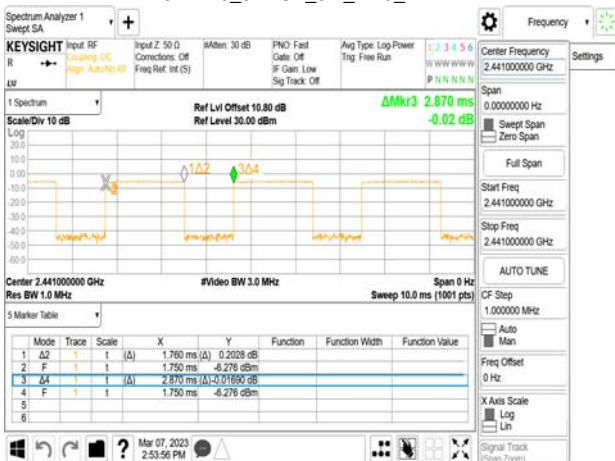 Spectrum Analyzer 1
Swept SA
+
Frequency
KEYSIGHT
R
LXI
Input: RF
Coupling: DC
Align: Auto/No RF
Input Z: 50 Ω
Corrections: Off
Freq Ref: Int (S)
#Atten: 30 dB
PNO: Fast
Gate: Off
IF Gain: Low
Sig Track: Off
Avg Type: Log-Power
Trig: Free Run
1 2 3 4 5 6
W W W W W W
P N N N N N
Center Frequency
2.441000000 GHz
Settings
Span
0.00000000 Hz
Swept Span
Zero Span
Full Span
Start Freq
2.441000000 GHz
Stop Freq
2.441000000 GHz
AUTO TUNE
CF Step
1.000000 MHz
Auto
Man
Freq Offset
0 Hz
X Axis Scale
Log
Lin
Signal Track
(Span Zoom)
1 Spectrum
Scale/Div 10 dB
Ref Lvl Offset 10.80 dB
Ref Level 30.00 dBm
ΔMkr3 2.870 ms
-0.02 dB
Log
20.0
10.0
0.00
-10.0
-20.0
-30.0
-40.0
-50.0
-60.0
1Δ2
3Δ4
Center 2.441000000 GHz
Res BW 1.0 MHz
#Video BW 3.0 MHz
Span 0 Hz
Sweep 10.0 ms (1001 pts)
5 Marker Table
Mode Trace Scale X Y Function Function Width Function Value
1 Δ2 1 t (Δ) 1.760 ms (Δ) 0.2028 dB
2 F 1 t 1.750 ms -6.276 dBm
3 Δ4 1 t (Δ) 2.870 ms (Δ) -0.01690 dB
4 F 1 t 1.750 ms -6.276 dBm
5
6
?
Mar 07, 2023
2:53:56 PM